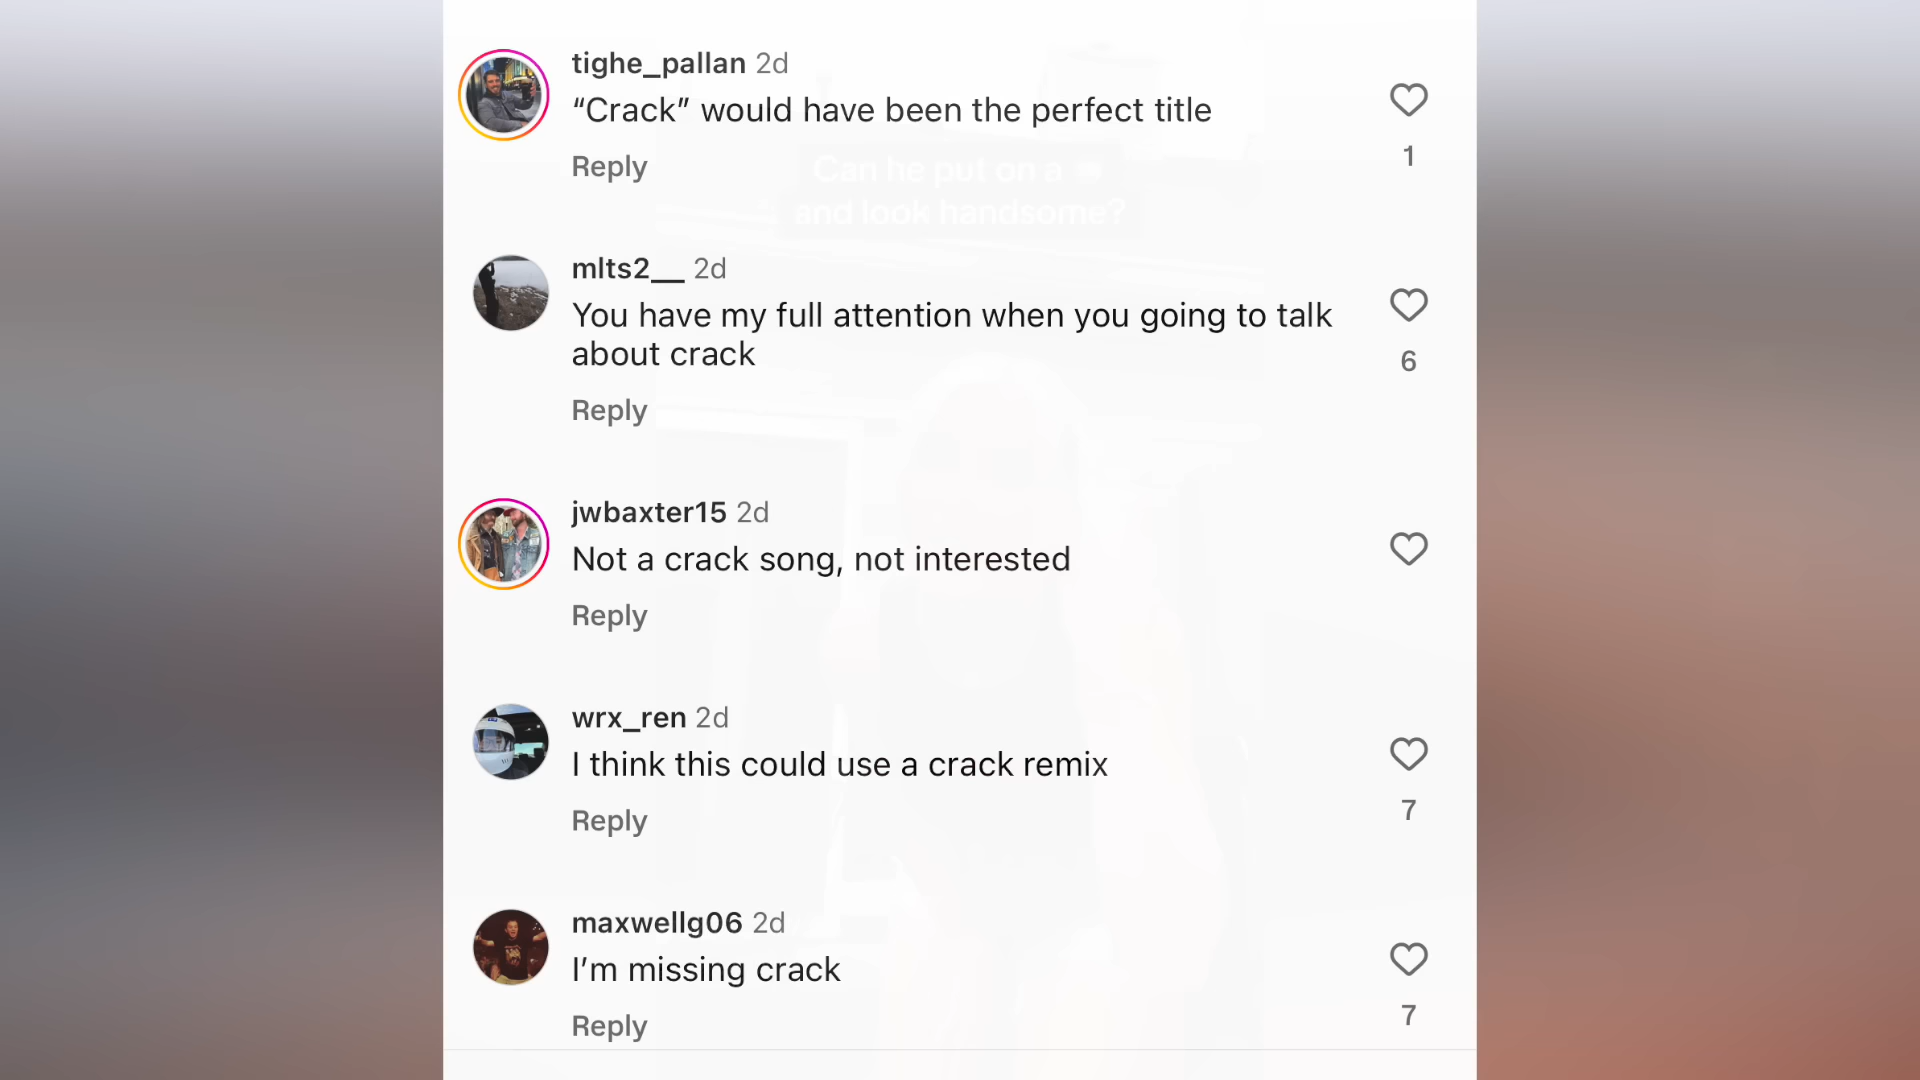 tighe_pallan 2d
“Crack” would have been the perfect title
1
Reply
Can he put on a
and look handsome?
mlts2__ 2d
You have my full attention when you going to talk
about crack
6
Reply
jwbaxter15 2d
Not a crack song, not interested
Reply
wrx_ren 2d
I think this could use a crack remix
7
Reply
maxwellg06 2d
I’m missing crack
7
Reply